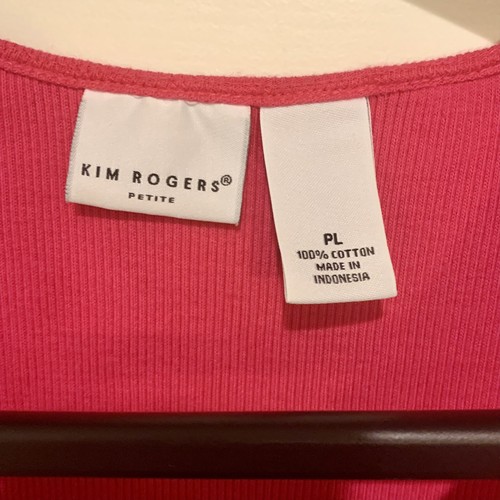 KIM ROGERS®
PETITE
PL
100% COTTON
MADE IN
INDONESIA